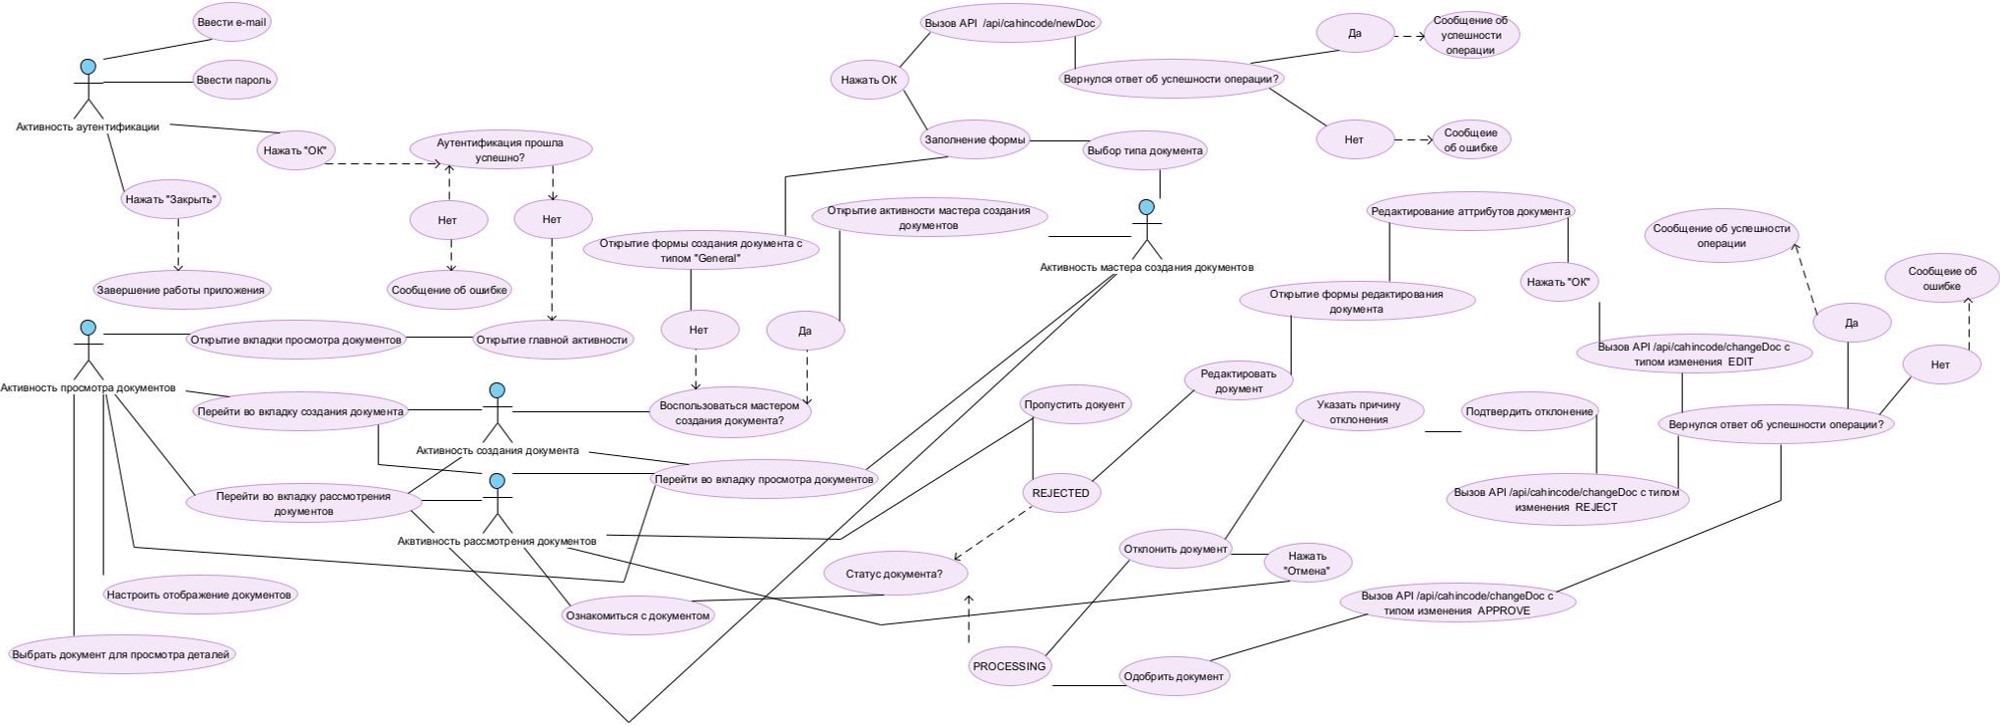 Ввести e-mail
Ввести пароль
Активность аутентификации
Нажать "ОК"
Аутентификация прошла
успешно?
Нажать "Закрыть"
Нет
Нет
Завершение работы приложения
Сообщение об ошибке
Вызов API /api/cahincode/newDoc
Нажать ОК
Вернулся ответ об успешности операции?
Да
Сообщение об
успешности
операции
Нет
Сообщеие
об ошибке
Заполнение формы
Выбор типа документа
Открытие активности мастера создания
документов
Открытие формы создания документа с
типом "General"
Активность мастера создания документов
Редактирование аттрибутов документа
Сообщение об успешности
операции
Нажать "ОК"
Сообщеие об
ошибке
Открытие формы редактирования
документа
Открытие вкладки просмотра документов
Открытие главной активности
Нет
Да
Да
Вызов API /api/cahincode/changeDoc с
типом изменения EDIT
Нет
Активность просмотра документов
Перейти во вкладку создания документа
Воспользоваться мастером
создания документа?
Пропустить докуент
Редактировать
документ
Указать причину
отклонения
Подтвердить отклонение
Вернулся ответ об успешности операции?
Активность создания документа
Перейти во вкладку рассмотрения
документов
Перейти во вкладку просмотра документов
REJECTED
Вызов API /api/cahincode/changeDoc с типом
изменения REJECT
Аквтивность рассмотрения документов
Отклонить документ
Нажать
"Отмена"
Статус документа?
Настроить отображение документов
Ознакомиться с документом
Вызов API /api/cahincode/changeDoc с
типом изменения APPROVE
Выбрать документ для просмотра деталей
PROCESSING
Одобрить документ